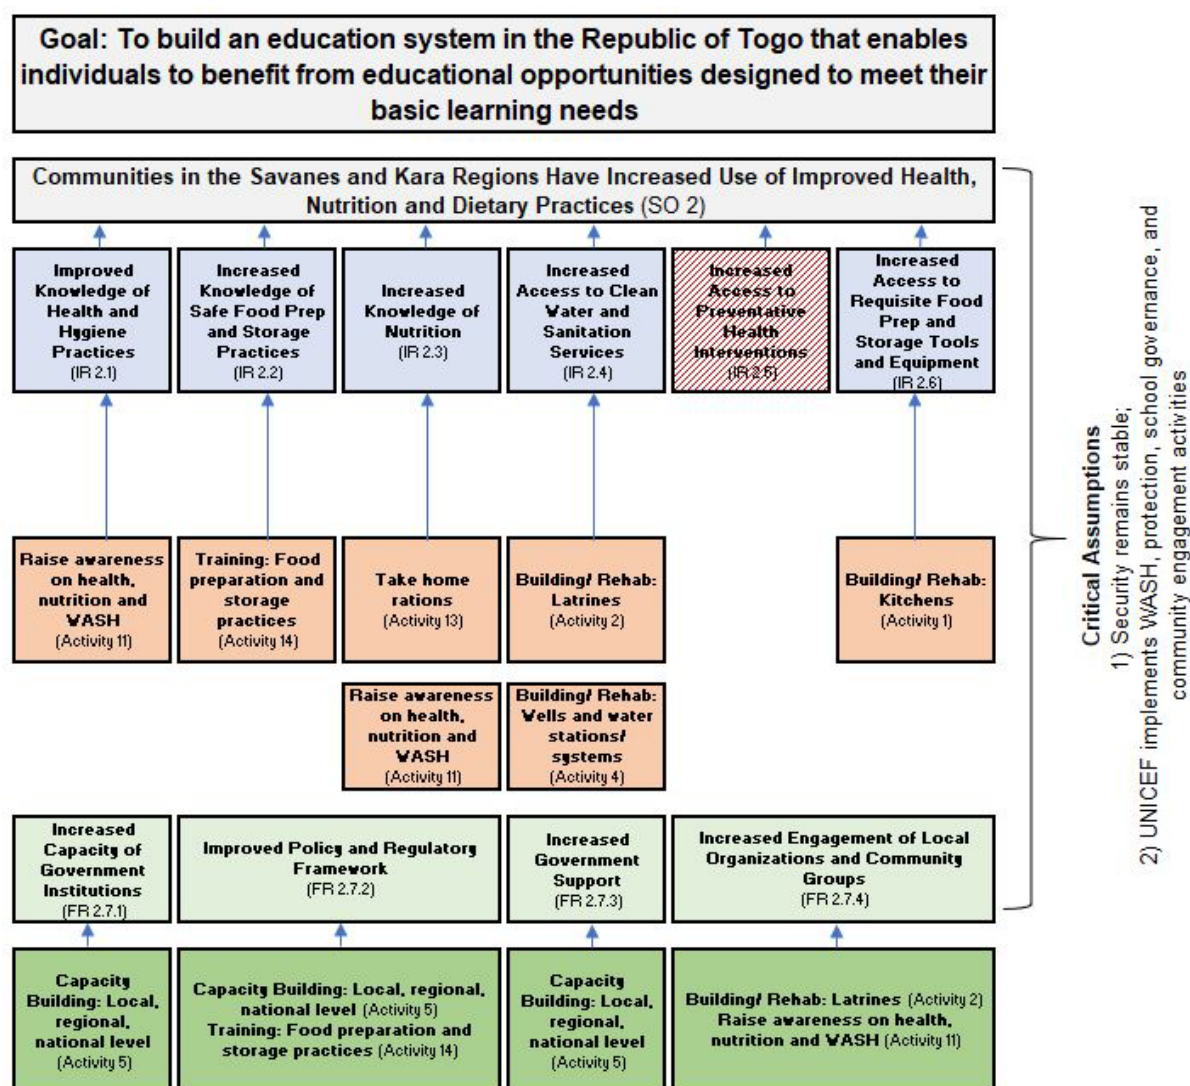 Goal: To build an education system in the Republic of Togo that enables
individuals to benefit from educational opportunities designed to meet their
basic learning needs
Communities in the Savanes and Kara Regions Have Increased Use of Improved Health,
Nutrition and Dietary Practices (SO 2)
Improved
Knowledge of
Health and
Hygiene
Practices
(IR 2.1)
Increased
Knowledge of
Safe Food Prep
and Storage
Practices
(IR 2.2)
Increased
Knowledge of
Nutrition
(IR 2.3)
Increased
Access to Clean
Water and
Sanitation
Services
(IR 2.4)
Increased
Access to
Preventative
Health
Interventions
(IR 2.5)
Increased
Access to
Requisite Food
Prep and
Storage Tools
and Equipment
(IR 2.6)
Raise awareness
on health,
nutrition and
WASH
(Activity 11)
Training: Food
preparation and
storage
practices
(Activity 14)
Take home
rations
(Activity 13)
Building/ Rehab:
Latrines
(Activity 2)
Building/ Rehab:
Kitchens
(Activity 1)
Raise awareness
on health,
nutrition and
WASH
(Activity 11)
Building/ Rehab:
Wells and water
stations/
systems
(Activity 4)
Increased
Capacity of
Government
Institutions
(FR 2.7.1)
Improved Policy and Regulatory
Framework
(FR 2.7.2)
Increased
Government
Support
(FR 2.7.3)
Increased Engagement of Local
Organizations and Community
Groups
(FR 2.7.4)
Capacity
Building: Local,
regional,
national level
(Activity 5)
Capacity Building: Local, regional,
national level (Activity 5)
Training: Food preparation and
storage practices (Activity 14)
Capacity
Building: Local,
regional,
national level
(Activity 5)
Building/ Rehab: Latrines (Activity 2)
Raise awareness on health,
nutrition and WASH (Activity 11)
Critical Assumptions
1) Security remains stable;
2) UNICEF implements WASH, protection, school governance, and
community engagement activities